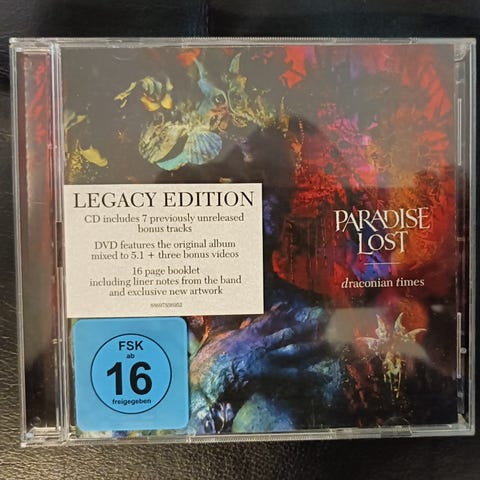 PARADISE
LOST
draconian times
LEGACY EDITION
CD includes 7 previously unreleased
bonus tracks
DVD features the original album
mixed to 5.1 + three bonus videos
16 page booklet
including liner notes from the band
and exclusive new artwork
FSK
ab
16
freigegeben